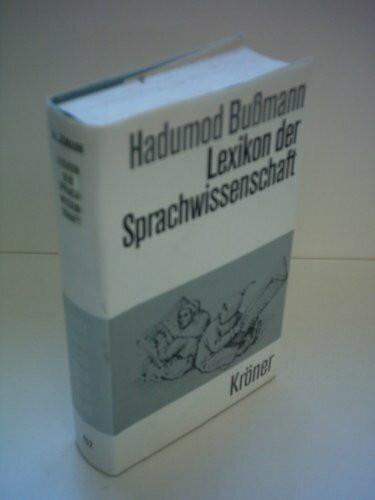 Hadumod Bußmann
Lexikon der
Sprachwissenschaft
Kröner